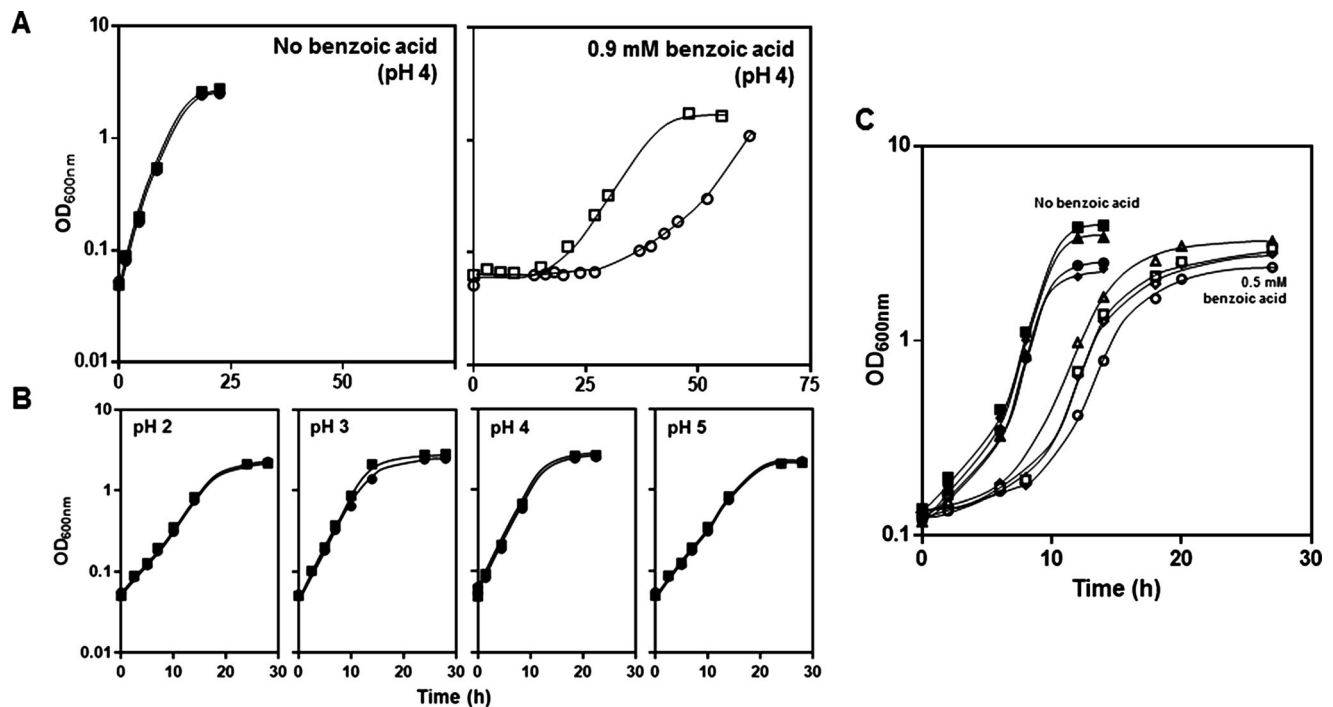 A
No benzoic acid
(pH 4)
0.9 mM benzoic acid
(pH 4)
10
1
0.1
0.01
OD600nm
0
25
50
0
25
50
75
B
pH 2
pH 3
pH 4
pH 5
10
1
0.1
0.01
OD600nm
0 10 20 30
0 10 20 30
0 10 20 30
0 10 20 30
Time (h)
C
10
1
0.1
OD600nm
No benzoic acid
0.5 mM
benzoic acid
0 10 20 30
Time (h)